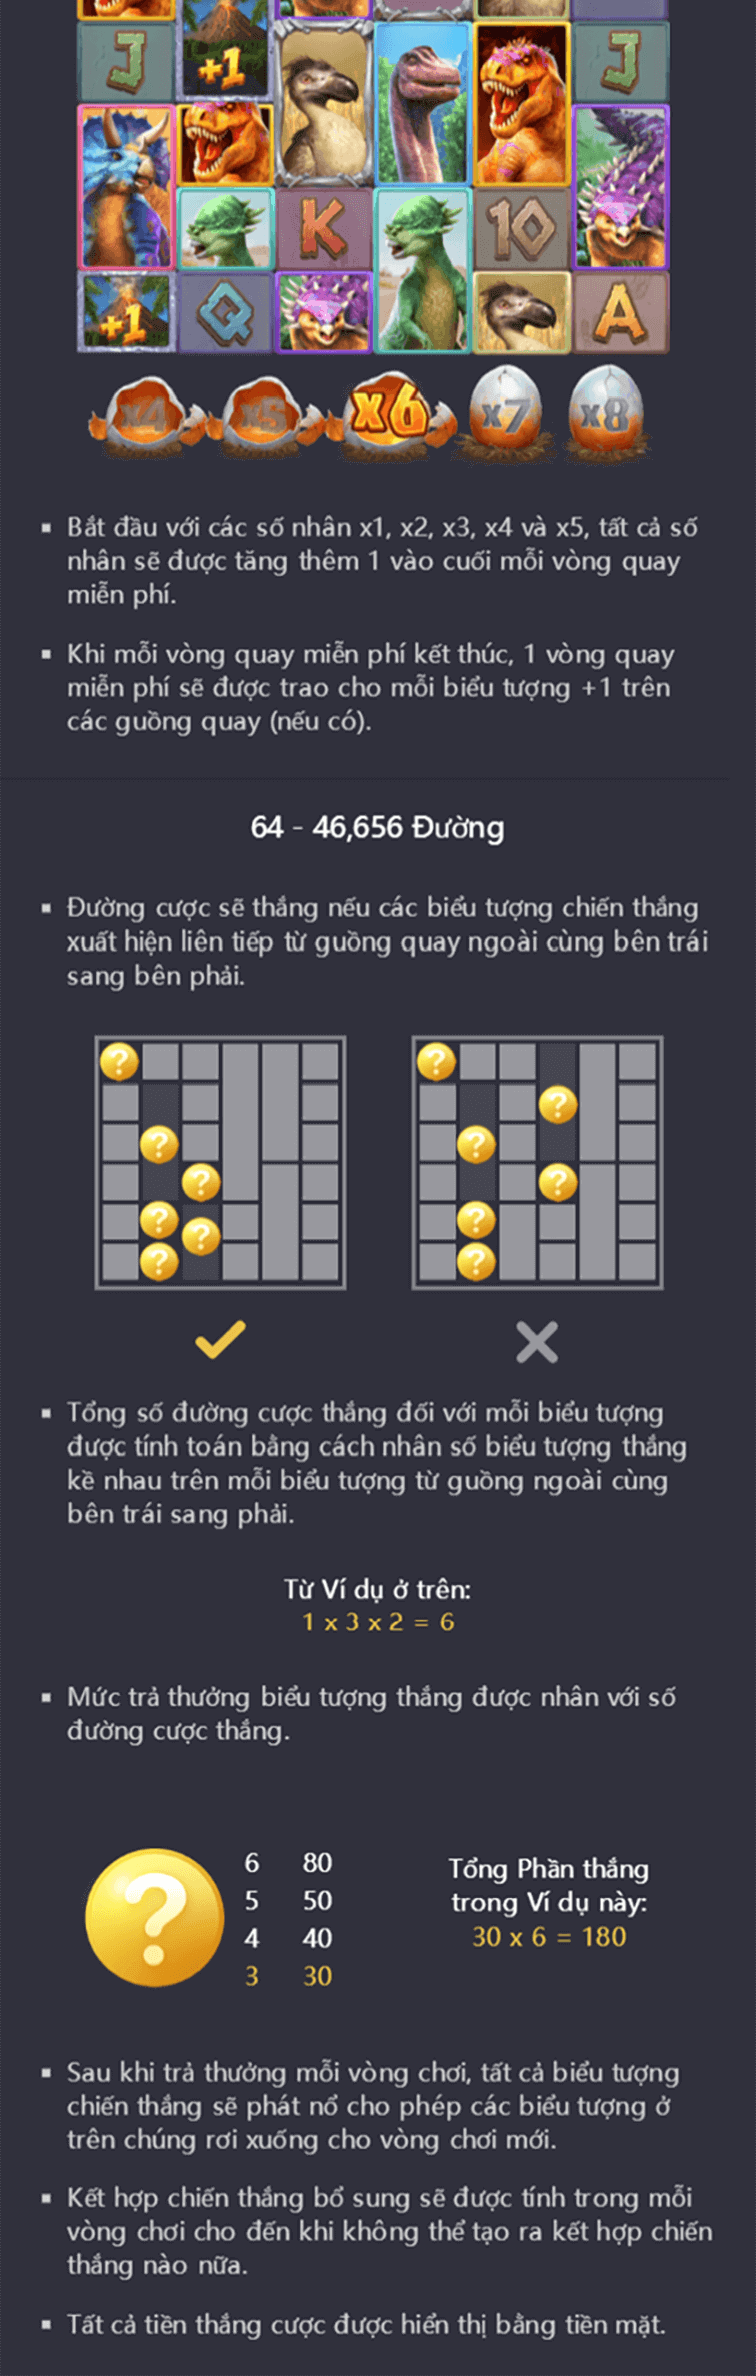 J +1 J
K 10
+1 Q A
x4 x5 x6 x7 x8
Bắt đầu với các số nhân x1, x2, x3, x4 và x5, tất cả số
nhân sẽ được tăng thêm 1 vào cuối mỗi vòng quay
miễn phí.
Khi mỗi vòng quay miễn phí kết thúc, 1 vòng quay
miễn phí sẽ được trao cho mỗi biểu tượng +1 trên
các guồng quay (nếu có).
64 - 46,656 Đường
Đường cược sẽ thắng nếu các biểu tượng chiến thắng
xuất hiện liên tiếp từ guồng quay ngoài cùng bên trái
sang bên phải.
? ?
?
? ?
? ?
? ?
? ?
?
? ?
Tổng số đường cược thắng đối với mỗi biểu tượng
được tính toán bằng cách nhân số biểu tượng thắng
kề nhau trên mỗi biểu tượng từ guồng ngoài cùng
bên trái sang phải.
Từ Ví dụ ở trên:
1 x 3 x 2 = 6
Mức trả thưởng biểu tượng thắng được nhân với số
đường cược thắng.
?
6 80
5 50
4 40
3 30
Tổng Phần thắng
trong Ví dụ này:
30 x 6 = 180
Sau khi trả thưởng mỗi vòng chơi, tất cả biểu tượng
chiến thắng sẽ phát nổ cho phép các biểu tượng ở
trên chúng rơi xuống cho vòng chơi mới.
Kết hợp chiến thắng bổ sung sẽ được tính trong mỗi
vòng chơi cho đến khi không thể tạo ra kết hợp chiến
thắng nào nữa.
Tất cả tiền thắng cược được hiển thị bằng tiền mặt.